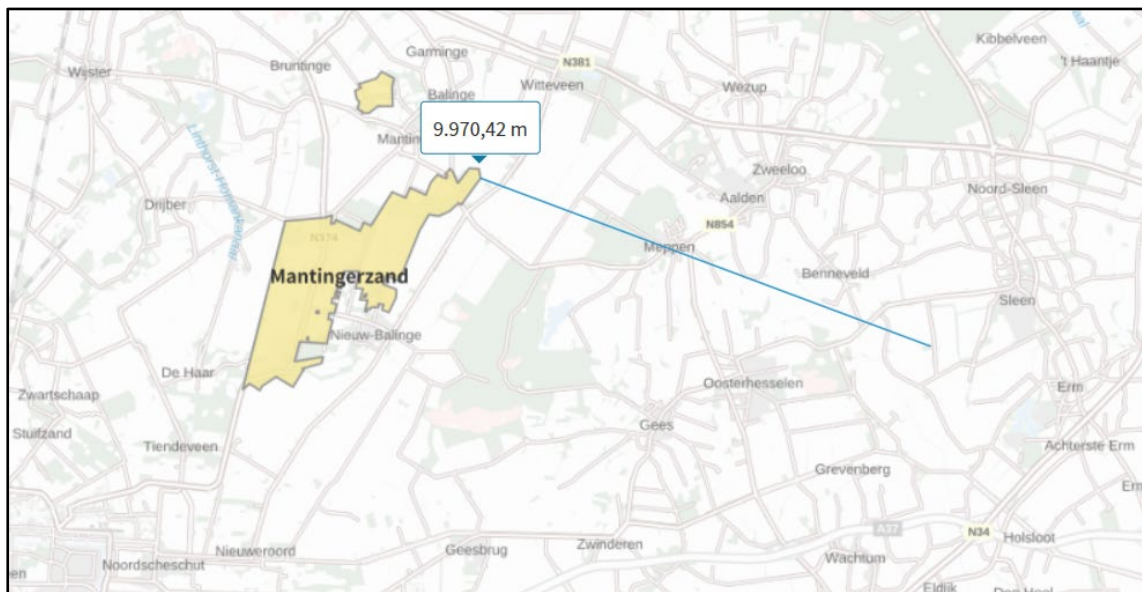 Kibbelveen
't Haantje
Garminge
Bruntinge
N381
Wijster
Witteveen
Wezup
Balinge
9.970,42 m
Zweeloo
Noord-Sleen
Aalden
Drijber
N854
N374
Meppen
Mantingerzand
Benneveld
Sleen
Nieuw-Balinge
De Haar
Oosterhesselen
Erm
Zwartschaap
Gees
Stuifzand
Tiendeveen
Achterste Erm
Grevenberg
A37
N34
Holsloot
Nieuweroord
Geesbrug
Zwinderen
Wachtum
Noordscheschut
Eldijk